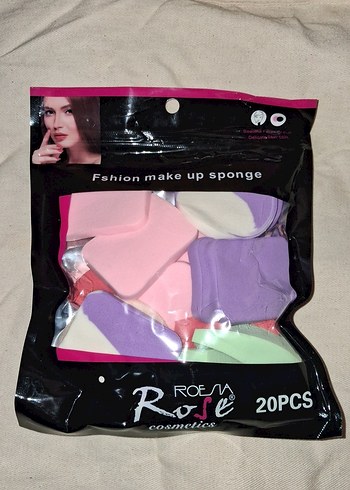 Fshion make up sponge
ROESIA
Rose®
20PCS
cosmetics